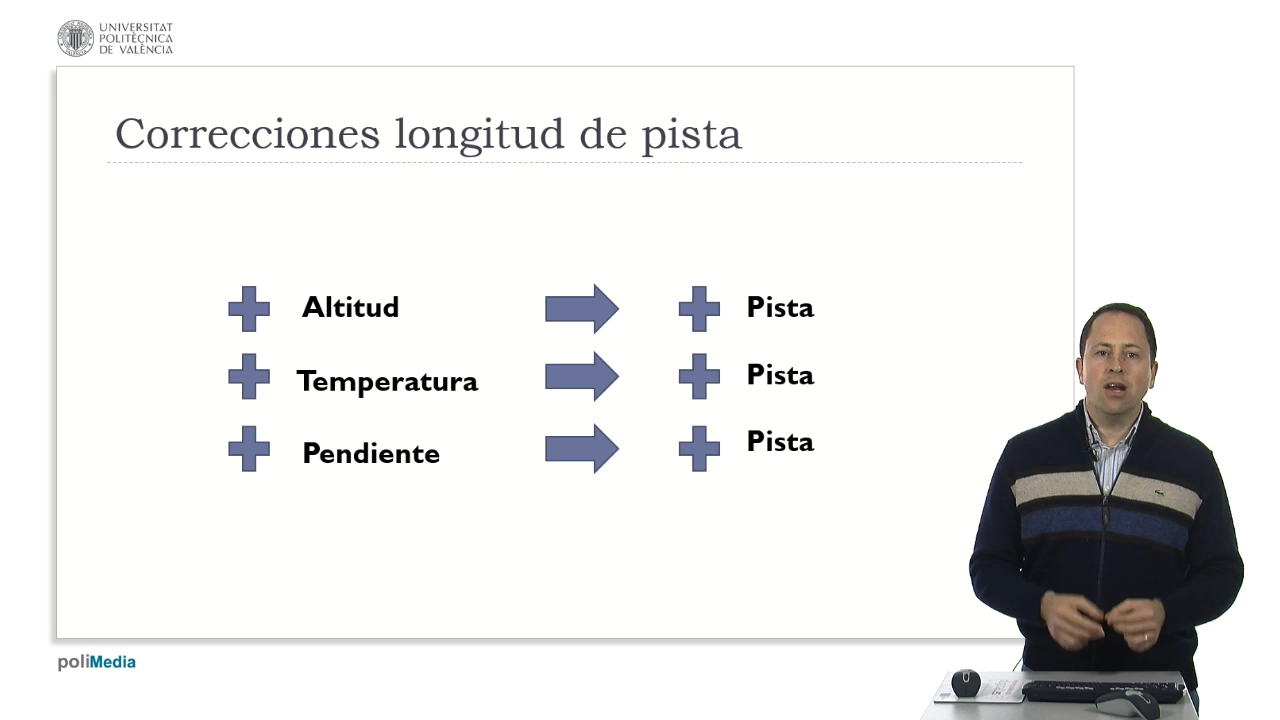 UNIVERSITAT
POLITÈCNICA
DE VALÈNCIA
Correcciones longitud de pista
Altitud Pista
Temperatura Pista
Pendiente Pista
poliMedia